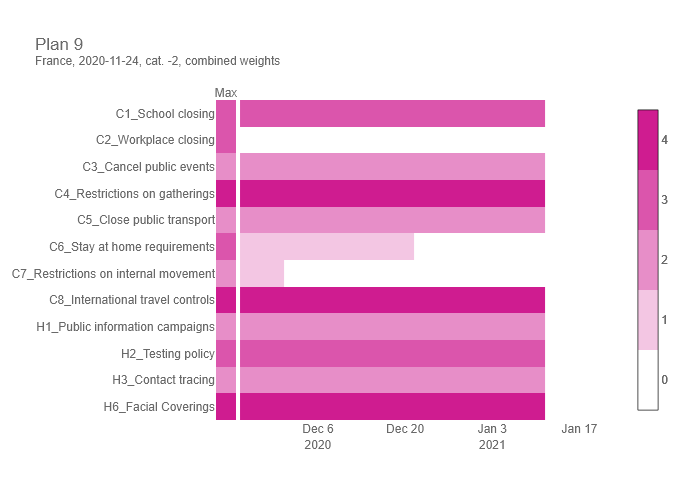 Plan 9
France, 2020-11-24, cat. -2, combined weights
Max
C1_School closing
C2_Workplace closing
C3_Cancel public events
C4_Restrictions on gatherings
C5_Close public transport
C6_Stay at home requirements
C7_Restrictions on internal movement
C8_International travel controls
H1_Public information campaigns
H2_Testing policy
H3_Contact tracing
H6_Facial Coverings
Dec 6 Dec 20 Jan 3 Jan 17
2020 2021
4
3
2
1
0